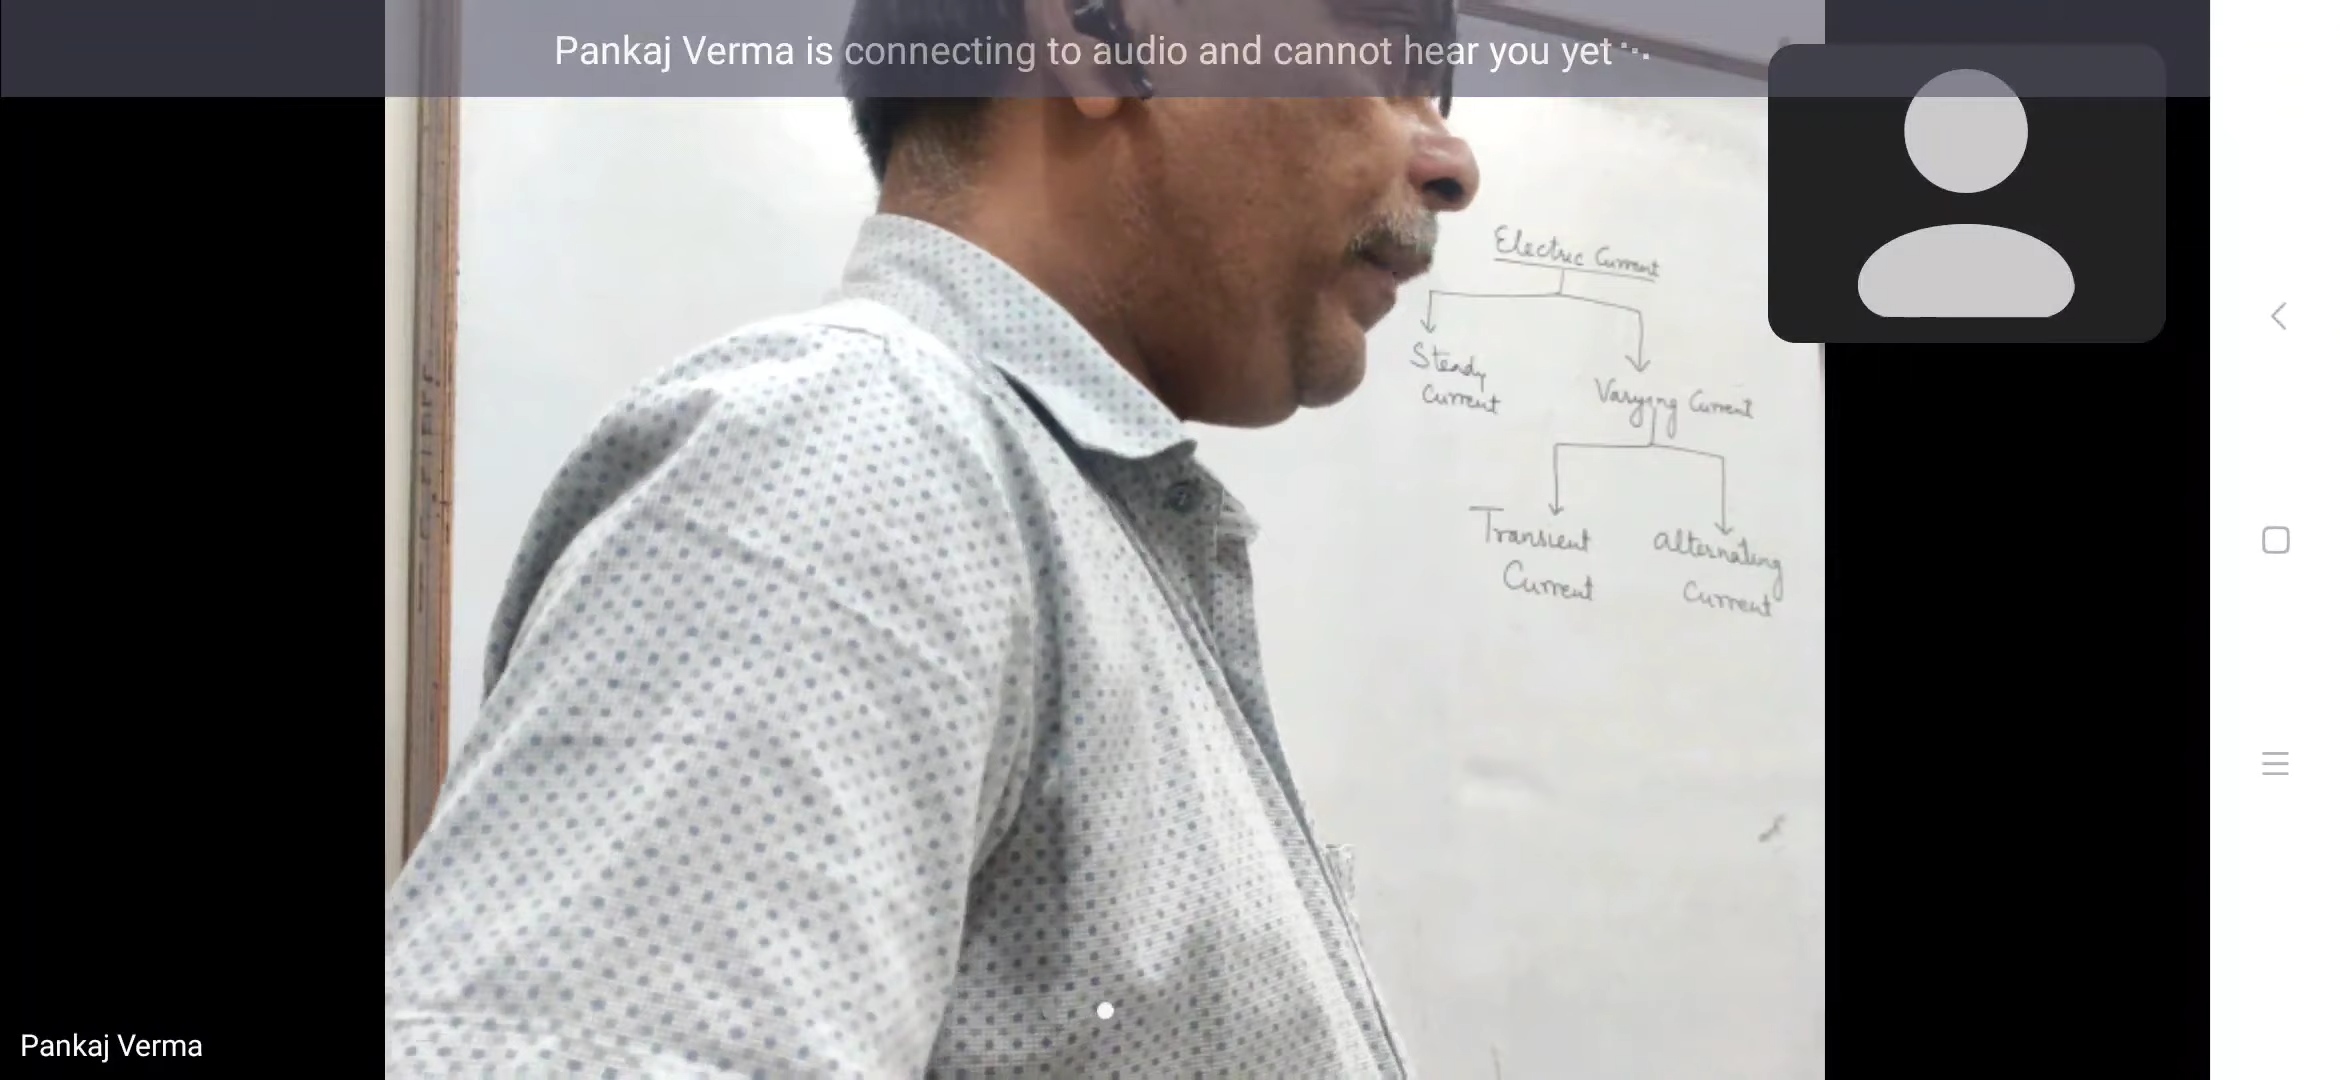 Pankaj Verma is connecting to audio and cannot hear you yet
Electric Current
Steady
Current
Varying Current
Transient
Current
Alternating
Current
Pankaj Verma